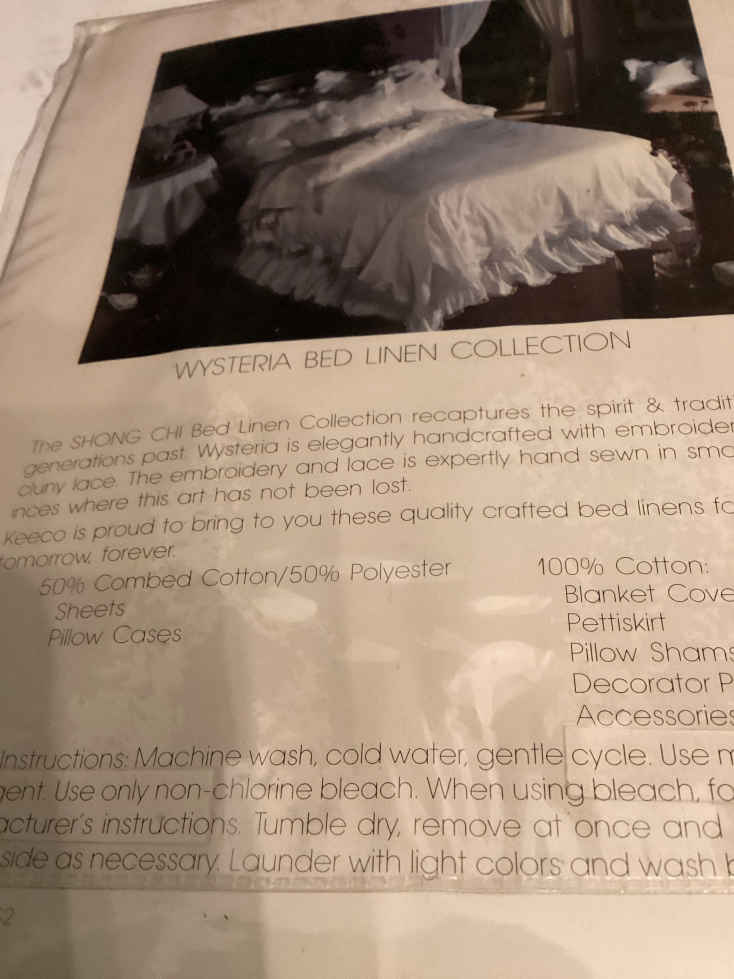 WYSTERIA BED LINEN COLLECTION
The SHONG CHI Bed Linen Collection recaptures the spirit & tradit
generations past. Wysteria is elegantly handcrafted with embroider
cluny lace. The embroidery and lace is expertly hand sewn in sma
inces where this art has not been lost.
Keeco is proud to bring to you these quality crafted bed linens fo
tomorrow, forever.
50% Combed Cotton/50% Polyester
Sheets
Pillow Cases
100% Cotton:
Blanket Cove
Pettiskirt
Pillow Shams
Decorator P
Accessories
Instructions: Machine wash, cold water, gentle cycle. Use m
gent. Use only non-chlorine bleach. When using bleach, fo
acturer's instructions. Tumble dry, remove at once and
side as necessary. Launder with light colors and wash b
52